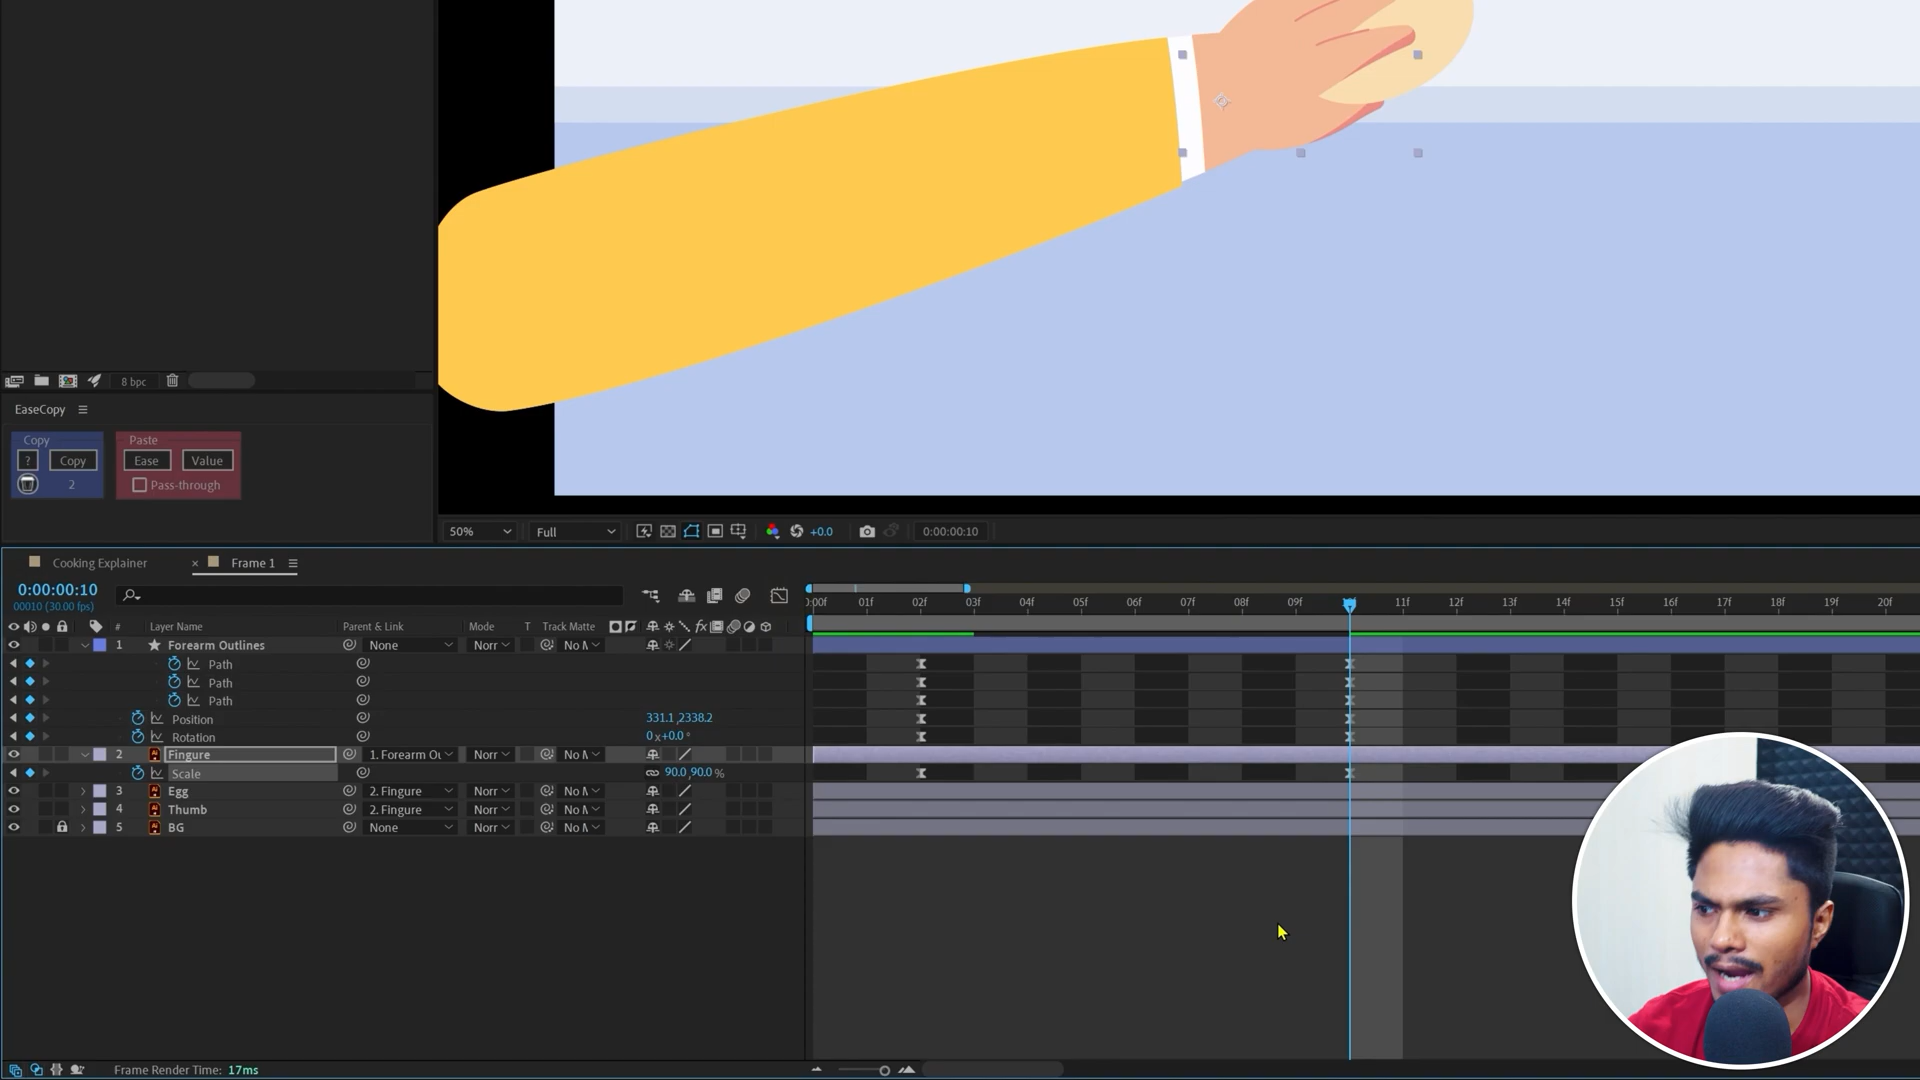 8 bpc
EaseCopy
Copy
Paste
? Copy
Ease Value
2
Pass-through
50% Full +0.0 0:00:00:10
Cooking Explainer
× Frame 1
0:00:00:10
00010 (30.00 fps)
0:00f 01f 02f 03f 04f 05f 06f 07f 08f 09f 11f 12f 13f 14f 15f 16f 17f 18f 19f 20f
# Layer Name Parent & Link Mode T Track Matte fx
1 Forearm Outlines None Norr No M
Path
Path
Path
Position 331.1,2338.2
Rotation 0x+0.0°
2 Fingure 1. Forearm Ou Norr No M
Scale 90.0,90.0%
3 Egg 2. Fingure Norr No M
4 Thumb 2. Fingure Norr No M
5 BG None Norr No M
Frame Render Time: 17ms